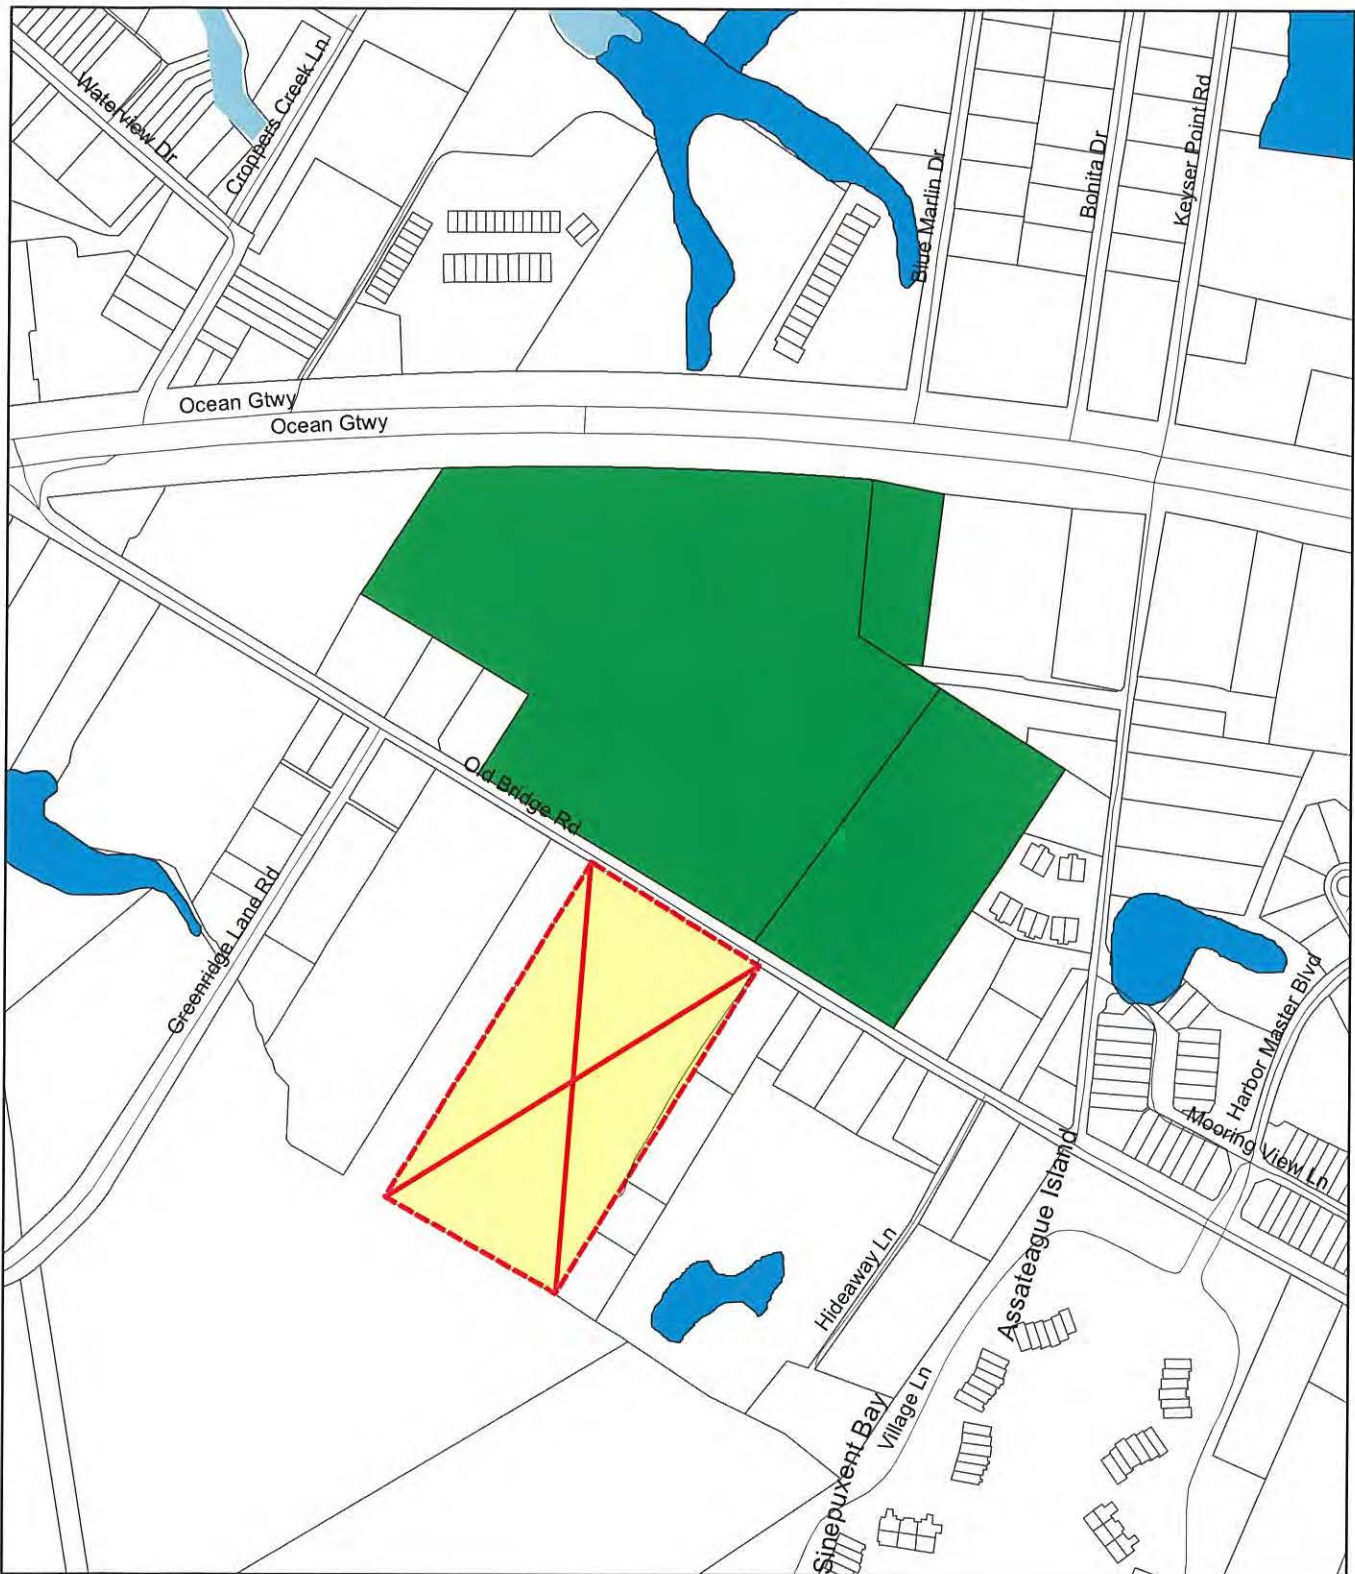 Waterview Dr
Croppers Creek Ln
Blue Marlin Dr
Bonita Dr
Keyser Point Rd
Ocean Gtwy
Ocean Gtwy
Old Bridge Rd
Greenridge Lane Rd
Harbor Master Blvd
Mooring View Ln
Assateague Island
Hideaway Ln
Village Ln
Sinepuxent Bay